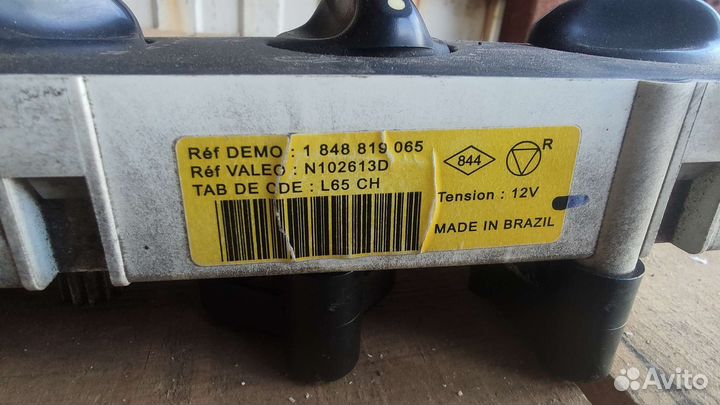 Réf DEMO : 1 848 819 065
Réf VALEO : N102613D
TAB DE CDE : L65 CH
844
R
Tension : 12V
MADE IN BRAZIL
Avito